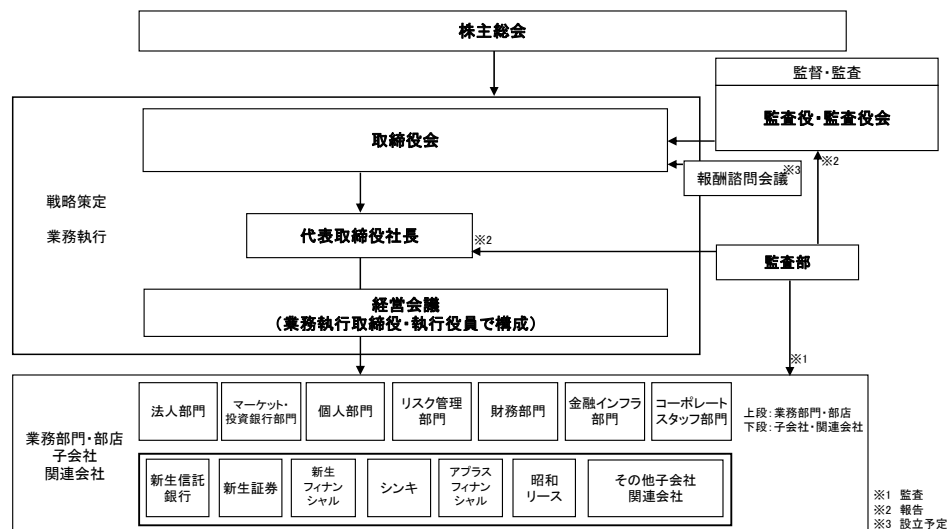 株主総会
監督・監査
監査役・監査役会
取締役会
※2
報酬諮問会議
※3
戦略策定
業務執行
代表取締役社長
※2
監査部
経営会議
(業務執行取締役・執行役員で構成)
※1
業務部門・部店
子会社
関連会社
法人部門
マーケット・
投資銀行部門
個人部門
リスク管理
部門
財務部門
金融インフラ
部門
コーポレート
スタッフ部門
上段：業務部門・部店
下段：子会社・関連会社
新生信託
銀行
新生証券
新生
フィナン
シャル
シンキ
アプラス
フィナン
シャル
昭和
リース
その他子会社
関連会社
※1 監査
※2 報告
※3 設立予定